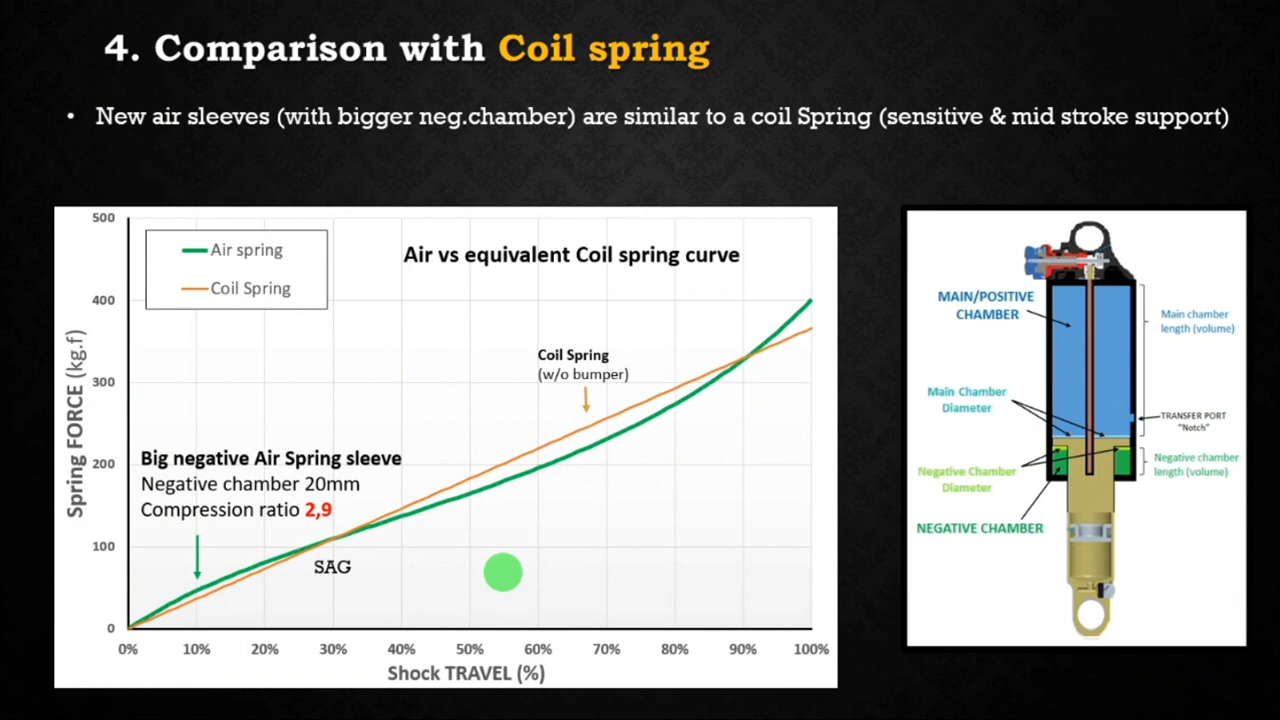 4. Comparison with Coil spring
• New air sleeves (with bigger neg.chamber) are similar to a coil Spring (sensitive & mid stroke support)
Air vs equivalent Coil spring curve
Air spring
Coil Spring
Coil Spring
(w/o bumper)
Big negative Air Spring sleeve
Negative chamber 20mm
Compression ratio 2,9
SAG
500
400
300
200
100
0
Spring FORCE (kg.f)
0% 10% 20% 30% 40% 50% 60% 70% 80% 90% 100%
Shock TRAVEL (%)
MAIN/POSITIVE
CHAMBER
Main chamber
length (volume)
Main Chamber
Diameter
TRANSFER PORT
"Notch"
Negative chamber
length (volume)
Negative Chamber
Diameter
NEGATIVE CHAMBER